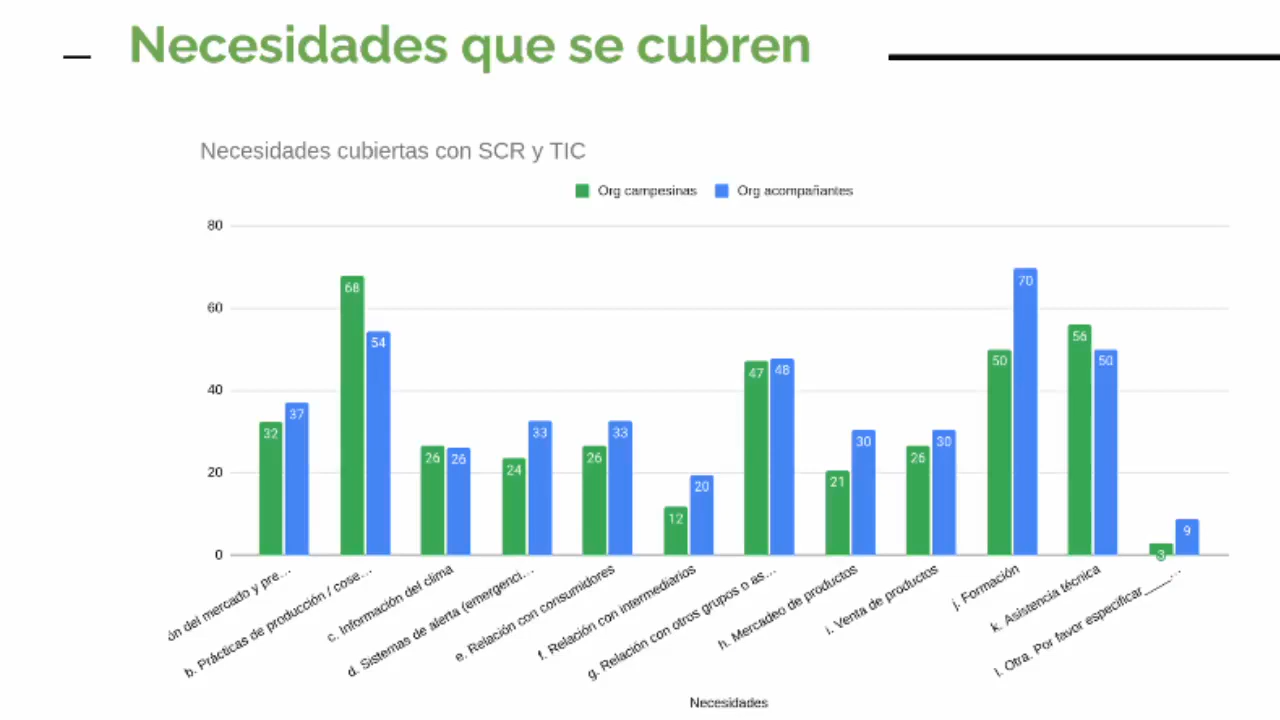 Necesidades que se cubren
Necesidades cubiertas con SCR y TIC
Org campesinas
Org acompañantes
80
60
40
20
0
32
37
68
54
26
26
24
33
26
33
12
20
47
48
21
30
26
30
50
70
56
50
3
9
ón del mercado y pre...
b. Prácticas de producción / cose...
c. Información del clima
d. Sistemas de alerta (emergenci...
e. Relación con consumidores
f. Relación con intermediarios
g. Relación con otros grupos o as...
h. Mercadeo de productos
i. Venta de productos
j. Formación
k. Asistencia técnica
l. Otra. Por favor especificar____...
Necesidades